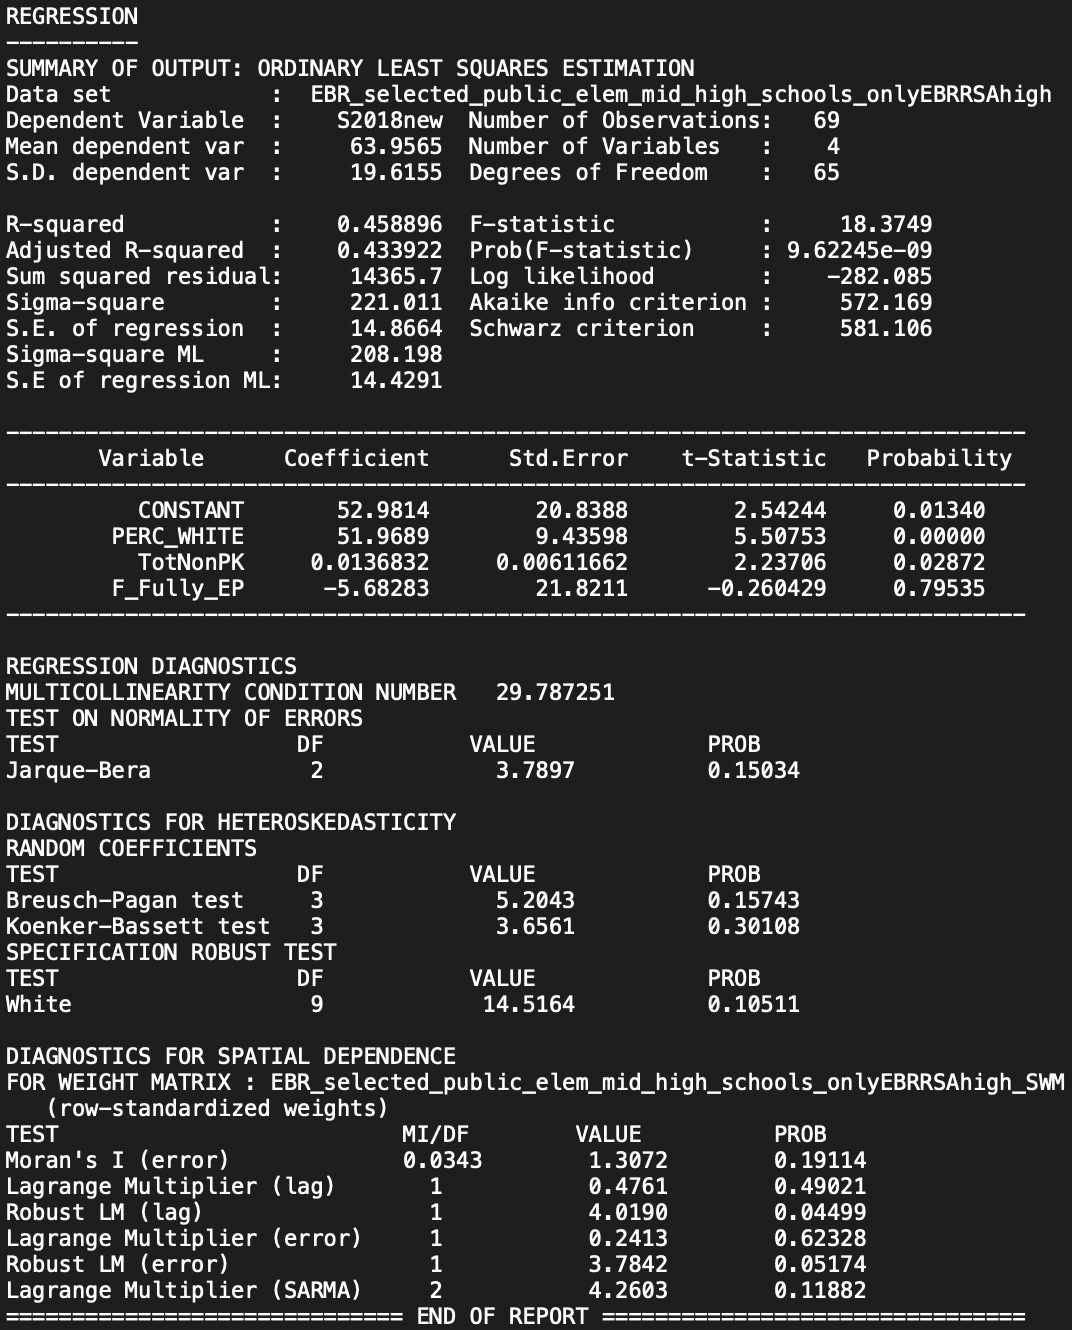 REGRESSION
----------
SUMMARY OF OUTPUT: ORDINARY LEAST SQUARES ESTIMATION
Data set            :  EBR_selected_public_elem_mid_high_schools_onlyEBRRSAhigh
Dependent Variable  :    S2018new  Number of Observations:   69
Mean dependent var  :     63.9565  Number of Variables   :    4
S.D. dependent var  :     19.6155  Degrees of Freedom    :   65
R-squared           :    0.458896  F-statistic           :     18.3749
Adjusted R-squared  :    0.433922  Prob(F-statistic)     : 9.62245e-09
Sum squared residual:     14365.7  Log likelihood        :    -282.085
Sigma-square        :     221.011  Akaike info criterion :     572.169
S.E. of regression  :     14.8664  Schwarz criterion     :     581.106
Sigma-square ML     :     208.198
S.E of regression ML:     14.4291
-----------------------------------------------------------------------------
       Variable      Coefficient      Std.Error    t-Statistic   Probability
-----------------------------------------------------------------------------
          CONSTANT       52.9814        20.8388        2.54244     0.01340
        PERC_WHITE       51.9689        9.43598        5.50753     0.00000
          TotNonPK     0.0136832     0.00611662        2.23706     0.02872
        F_Fully_EP      -5.68283        21.8211      -0.260429     0.79535
-----------------------------------------------------------------------------
REGRESSION DIAGNOSTICS
MULTICOLLINEARITY CONDITION NUMBER   29.787251
TEST ON NORMALITY OF ERRORS
TEST                  DF           VALUE             PROB
Jarque-Bera            2             3.7897          0.15034
DIAGNOSTICS FOR HETEROSKEDASTICITY
RANDOM COEFFICIENTS
TEST                  DF           VALUE             PROB
Breusch-Pagan test     3             5.2043          0.15743
Koenker-Bassett test   3             3.6561          0.30108
SPECIFICATION ROBUST TEST
TEST                  DF           VALUE             PROB
White                  9            14.5164          0.10511
DIAGNOSTICS FOR SPATIAL DEPENDENCE
FOR WEIGHT MATRIX : EBR_selected_public_elem_mid_high_schools_onlyEBRRSAhigh_SWM
   (row-standardized weights)
TEST                          MI/DF        VALUE          PROB
Moran's I (error)             0.0343        1.3072        0.19114
Lagrange Multiplier (lag)       1           0.4761        0.49021
Robust LM (lag)                 1           4.0190        0.04499
Lagrange Multiplier (error)     1           0.2413        0.62328
Robust LM (error)               1           3.7842        0.05174
Lagrange Multiplier (SARMA)     2           4.2603        0.11882
============================== END OF REPORT ================================